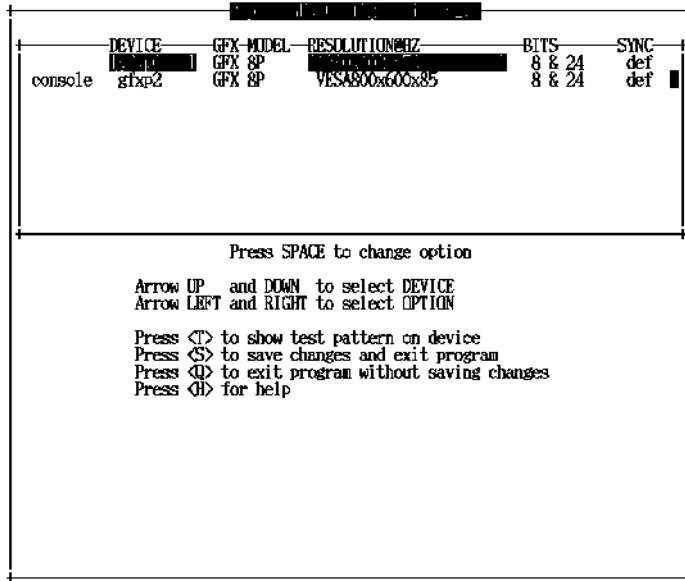 DEVICE GFX MODEL RESOLUTION@HZ BITS SYNC
GFX 8P 8 & 24 def
console gfxp2 GFX 8P VESA800x600x85 8 & 24 def
Press SPACE to change option
Arrow UP and DOWN to select DEVICE
Arrow LEFT and RIGHT to select OPTION
Press <T> to show test pattern on device
Press <S> to save changes and exit program
Press <Q> to exit program without saving changes
Press <H> for help